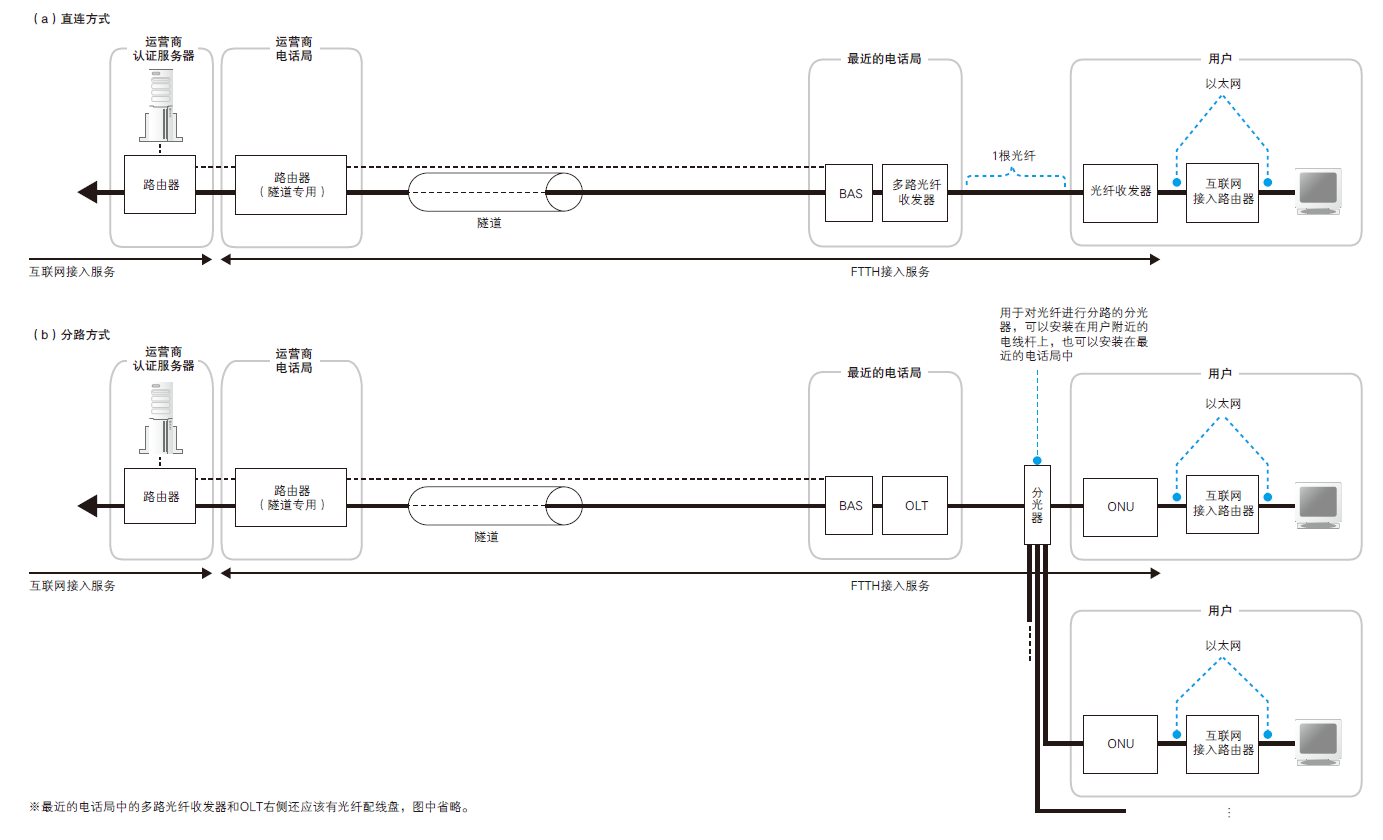 （a）直连方式
运营商
认证服务器
运营商
电话局
最近的电话局
用户
以太网
1根光纤
路由器
路由器
（隧道专用）
隧道
BAS
多路光纤
收发器
光纤收发器
互联网
接入路由器
互联网接入服务
FTTH接入服务
用于对光纤进行分路的分光
器，可以安装在用户附近的
电线杆上，也可以安装在最
近的电话局中
（b）分路方式
运营商
认证服务器
运营商
电话局
最近的电话局
用户
以太网
路由器
路由器
（隧道专用）
隧道
BAS
OLT
分光器
ONU
互联网
接入路由器
互联网接入服务
FTTH接入服务
用户
以太网
ONU
互联网
接入路由器
※最近的电话局中的多路光纤收发器和OLT右侧还应该有光纤配线盘，图中省略。
⋮